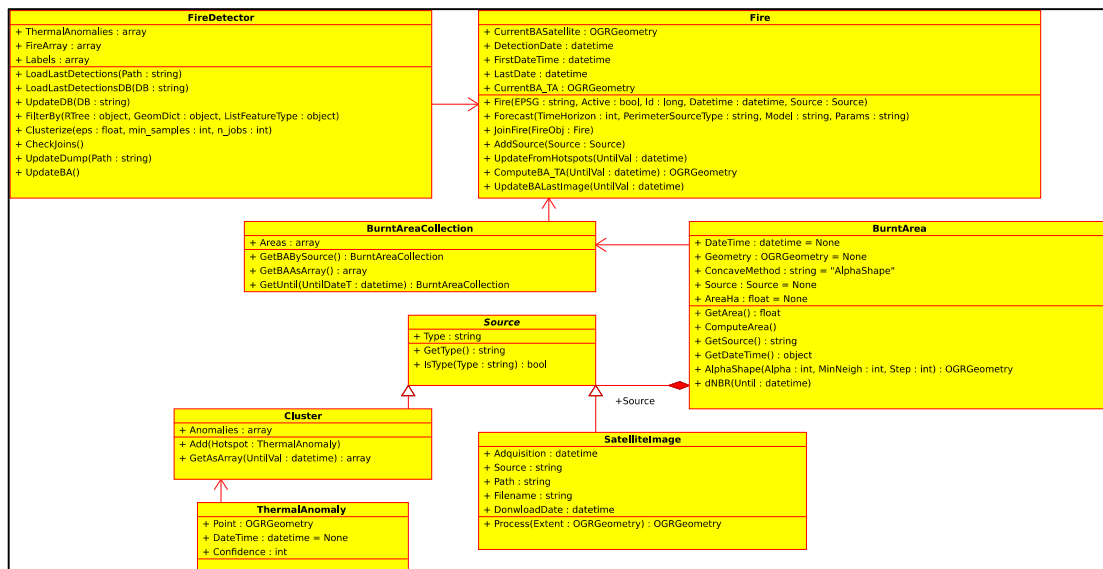 FireDetector
+ ThermalAnomalies : array
+ FireArray : array
+ Labels : array
+ LoadLastDetections(Path : string)
+ LoadLastDetectionsDB(DB : string)
+ UpdateDB(DB : string)
+ FilterBy(RTree : object, GeomDict : object, ListFeatureType : object)
+ Clusterize(eps : float, min_samples : int, n_jobs : int)
+ CheckJoins()
+ UpdateDump(Path : string)
+ UpdateBA()
Fire
+ CurrentBASatellite : OGRGeometry
+ DetectionDate : datetime
+ FirstDateTime : datetime
+ LastDate : datetime
+ CurrentBA_TA : OGRGeometry
+ Fire(EPSG : string, Active : bool, Id : long, Datetime : datetime, Source : Source)
+ Forecast(TimeHorizon : int, PerimeterSourceType : string, Model : string, Params : string)
+ JoinFire(FireObj : Fire)
+ AddSource(Source : Source)
+ UpdateFromHotspots(UntilVal : datetime)
+ ComputeBA_TA(UntilVal : datetime) : OGRGeometry
+ UpdateBALastImage(UntilVal : datetime)
BurntAreaCollection
+ Areas : array
+ GetBABySource() : BurntAreaCollection
+ GetBAAsArray() : array
+ GetUntil(UntilDateT : datetime) : BurntAreaCollection
BurntArea
+ DateTime : datetime = None
+ Geometry : OGRGeometry = None
+ ConcaveMethod : string = "AlphaShape"
+ Source : Source = None
+ AreaHa : float = None
+ GetArea() : float
+ ComputeArea()
+ GetSource() : string
+ GetDateTime() : object
+ AlphaShape(Alpha : int, MinNeigh : int, Step : int) : OGRGeometry
+ dNBR(Until : datetime)
Source
+ Type : string
+ GetType() : string
+ IsType(Type : string) : bool
+Source
Cluster
+ Anomalies : array
+ Add(Hotspot : ThermalAnomaly)
+ GetAsArray(UntilVal : datetime) : array
SatelliteImage
+ Adquisition : datetime
+ Source : string
+ Path : string
+ Filename : string
+ DonwloadDate : datetime
+ Process(Extent : OGRGeometry) : OGRGeometry
ThermalAnomaly
+ Point : OGRGeometry
+ DateTime : datetime = None
+ Confidence : int